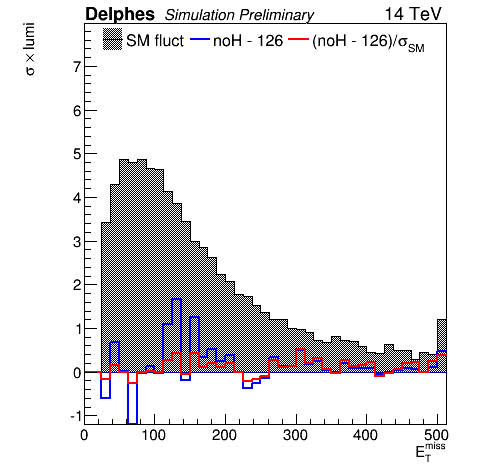 Delphes Simulation Preliminary 14 TeV
SM fluct noH - 126 (noH - 126)/σSM
σ × lumi
7
6
5
4
3
2
1
0
-1
0 100 200 300 400 500
ETmiss